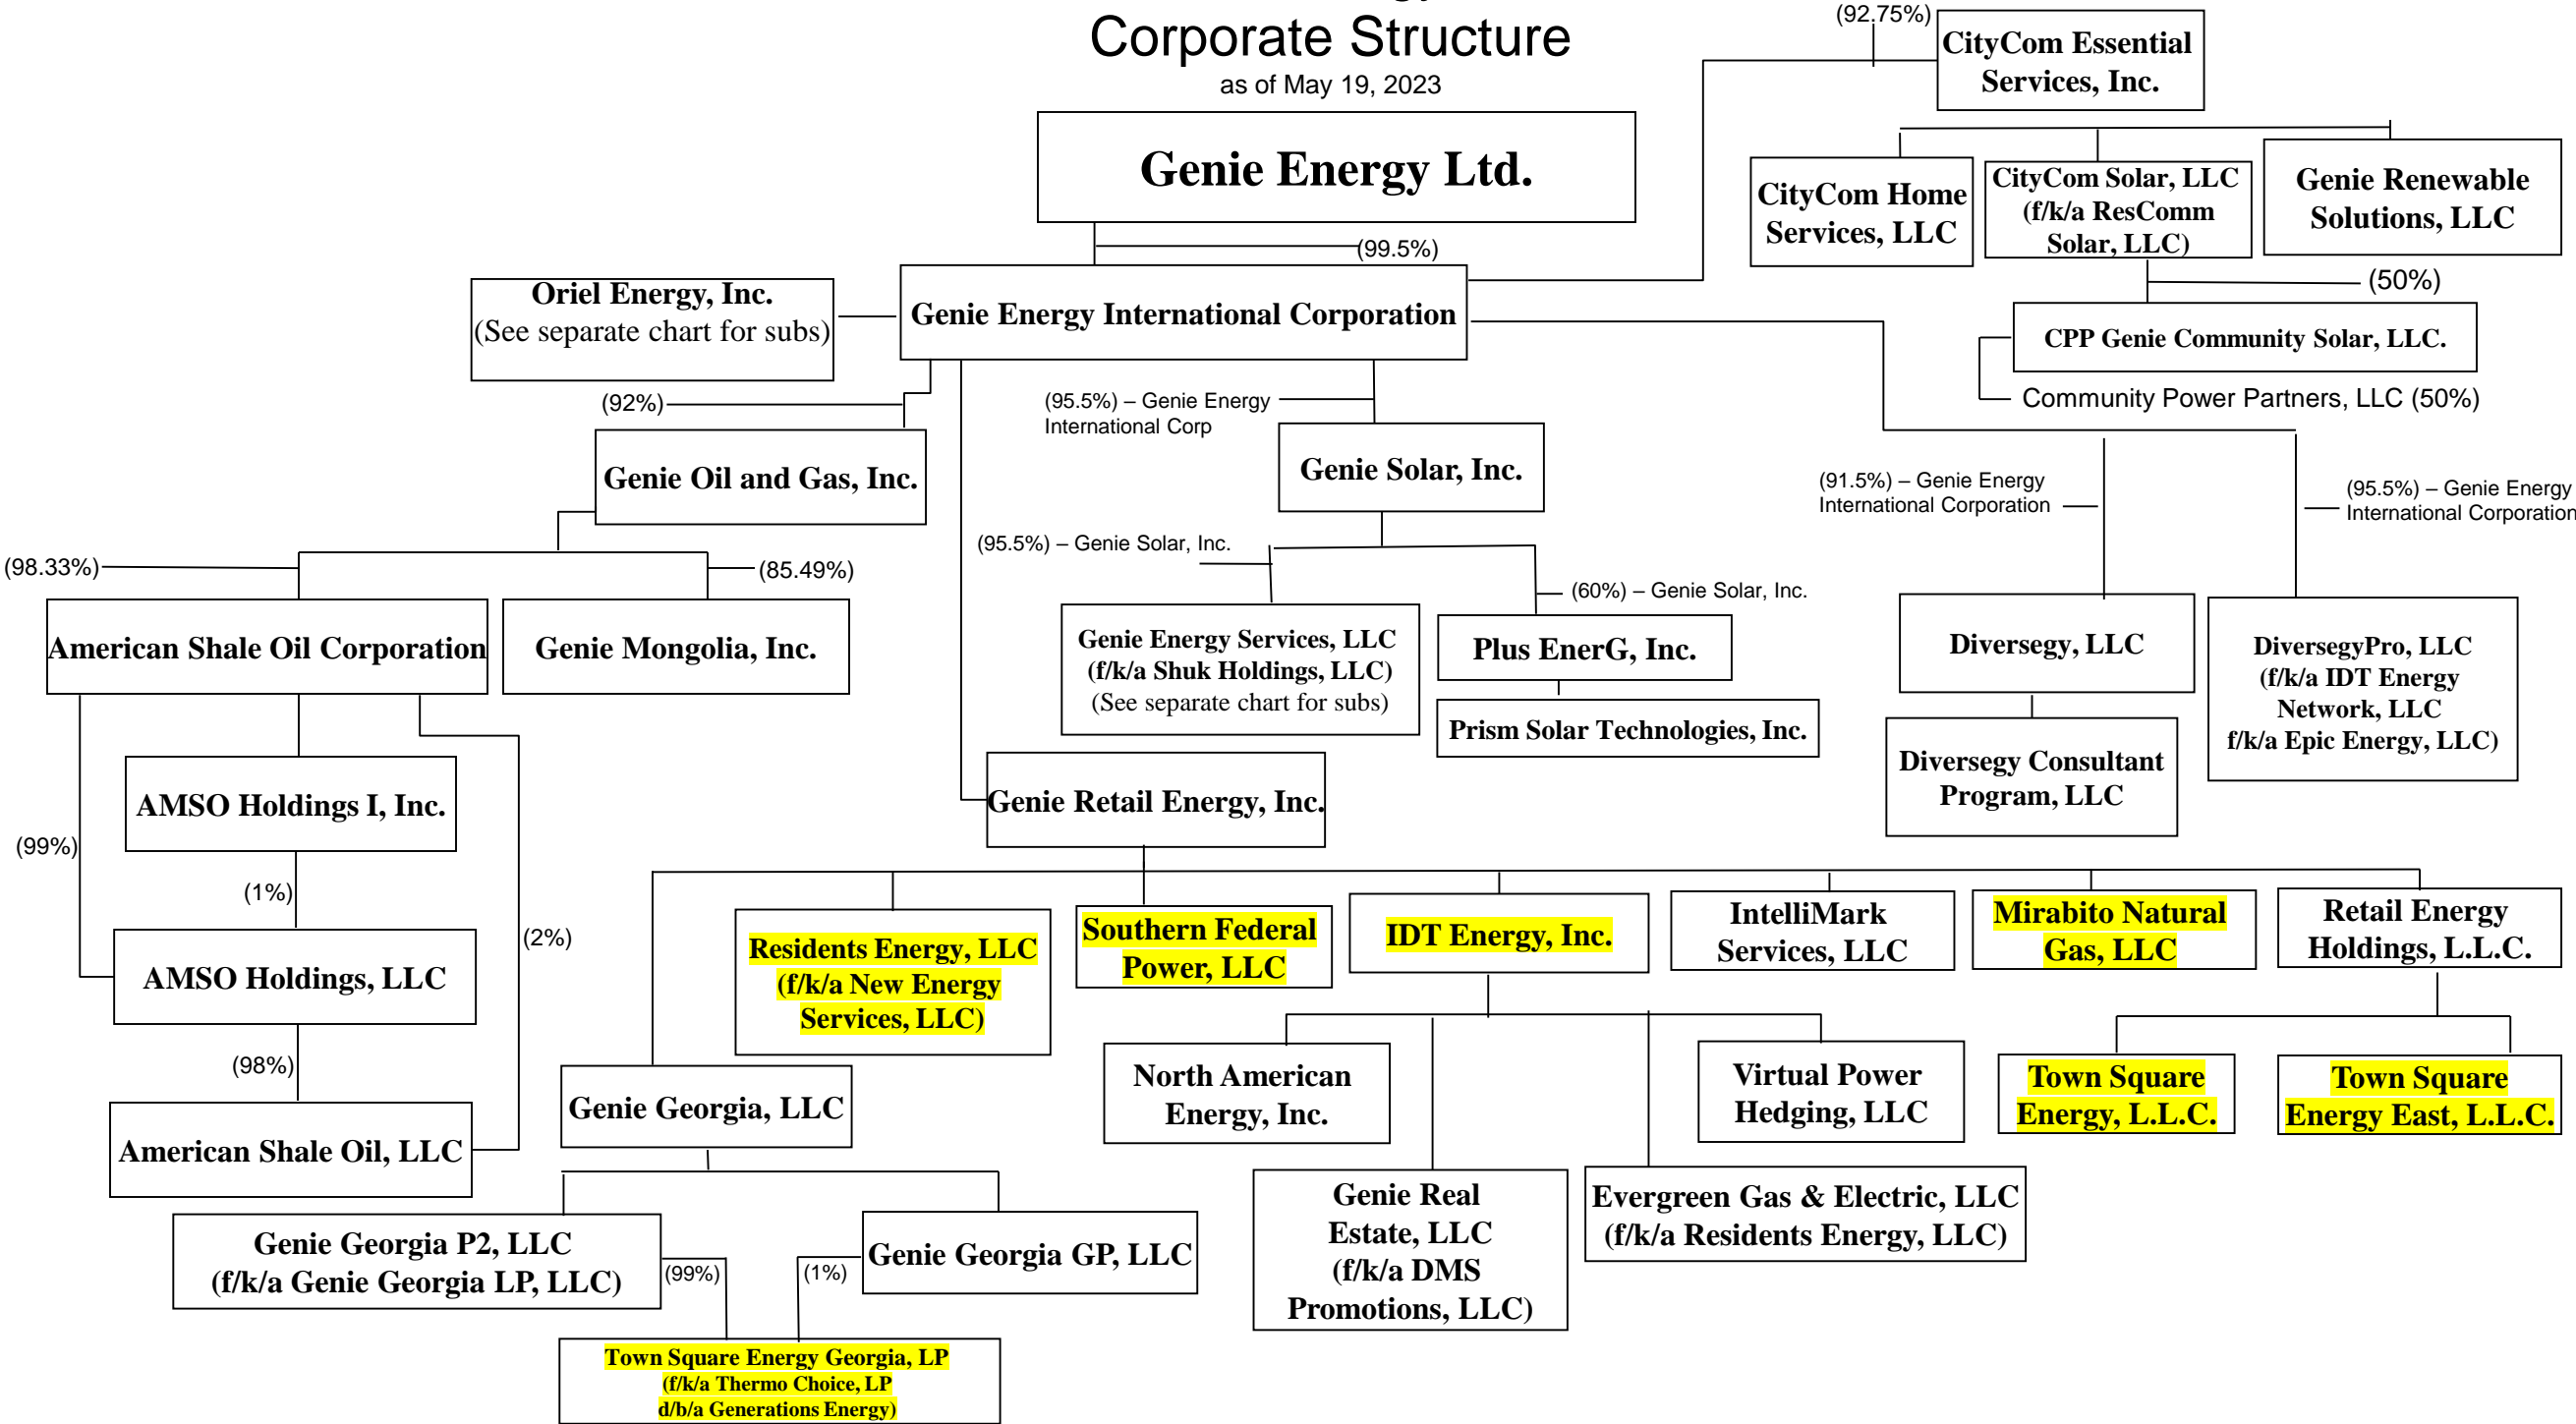 Corporate Structure
as of May 19, 2023
(92.75%)
CityCom Essential
Services, Inc.
Genie Energy Ltd.
CityCom Home
Services, LLC
CityCom Solar, LLC
(f/k/a ResComm
Solar, LLC)
Genie Renewable
Solutions, LLC
(99.5%)
(50%)
Oriel Energy, Inc.
(See separate chart for subs)
Genie Energy International Corporation
CPP Genie Community Solar, LLC.
Community Power Partners, LLC (50%)
(92%)
(95.5%) – Genie Energy
International Corp
Genie Oil and Gas, Inc.
Genie Solar, Inc.
(91.5%) – Genie Energy
International Corporation
(95.5%) – Genie Energy
International Corporation
(98.33%)
(85.49%)
(95.5%) – Genie Solar, Inc.
(60%) – Genie Solar, Inc.
American Shale Oil Corporation
Genie Mongolia, Inc.
Genie Energy Services, LLC
(f/k/a Shuk Holdings, LLC)
(See separate chart for subs)
Plus EnerG, Inc.
Prism Solar Technologies, Inc.
Diversegy, LLC
DiversegyPro, LLC
(f/k/a IDT Energy
Network, LLC
f/k/a Epic Energy, LLC)
Diversegy Consultant
Program, LLC
AMSO Holdings I, Inc.
Genie Retail Energy, Inc.
(99%)
(1%)
(2%)
AMSO Holdings, LLC
Residents Energy, LLC
(f/k/a New Energy
Services, LLC)
Southern Federal
Power, LLC
IDT Energy, Inc.
IntelliMark
Services, LLC
Mirabito Natural
Gas, LLC
Retail Energy
Holdings, L.L.C.
(98%)
American Shale Oil, LLC
Genie Georgia, LLC
North American
Energy, Inc.
Virtual Power
Hedging, LLC
Town Square
Energy, L.L.C.
Town Square
Energy East, L.L.C.
Genie Real
Estate, LLC
(f/k/a DMS
Promotions, LLC)
Evergreen Gas & Electric, LLC
(f/k/a Residents Energy, LLC)
Genie Georgia P2, LLC
(f/k/a Genie Georgia LP, LLC)
(99%)
(1%)
Genie Georgia GP, LLC
Town Square Energy Georgia, LP
(f/k/a Thermo Choice, LP
d/b/a Generations Energy)